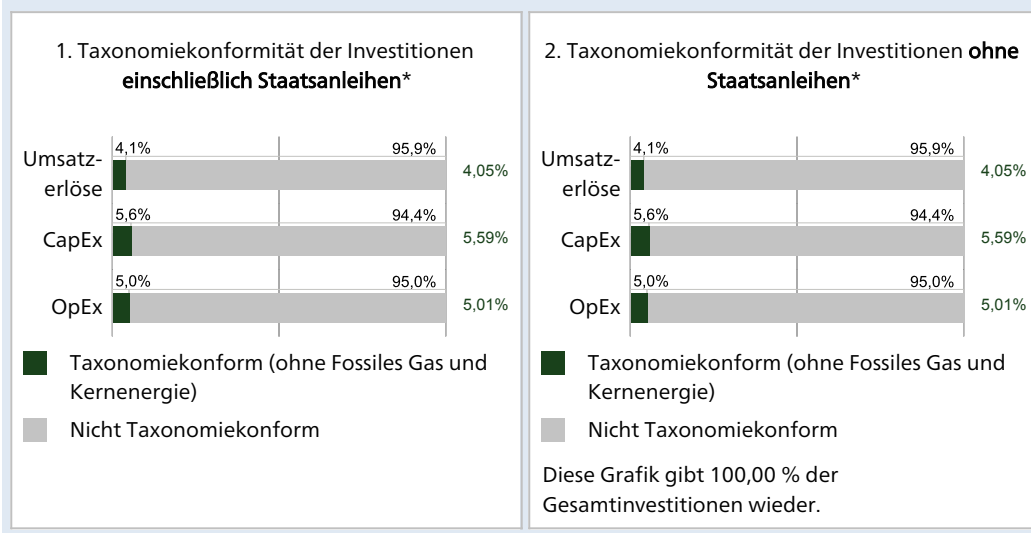 1. Taxonomiekonformität der Investitionen
einschließlich Staatsanleihen*
4,1% 95,9%
Umsatz-
erlöse
4,05%
5,6% 94,4%
CapEx 5,59%
5,0% 95,0%
OpEx 5,01%
Taxonomiekonform (ohne Fossiles Gas und
Kernenergie)
Nicht Taxonomiekonform
2. Taxonomiekonformität der Investitionen ohne
Staatsanleihen*
4,1% 95,9%
Umsatz-
erlöse
4,05%
5,6% 94,4%
CapEx 5,59%
5,0% 95,0%
OpEx 5,01%
Taxonomiekonform (ohne Fossiles Gas und
Kernenergie)
Nicht Taxonomiekonform
Diese Grafik gibt 100,00 % der
Gesamtinvestitionen wieder.